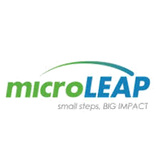 microLEAP
small steps, BIG IMPACT